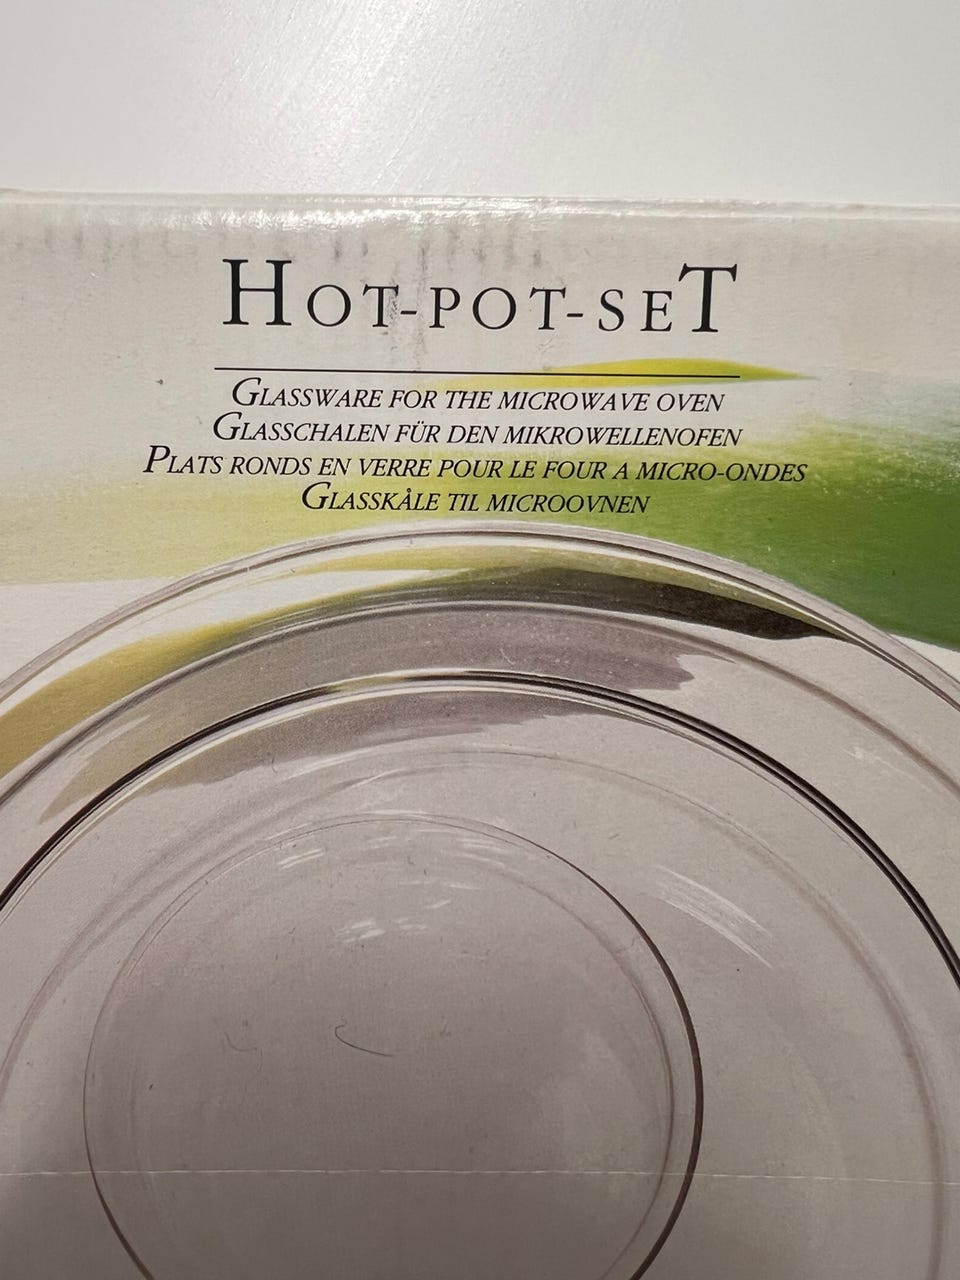 HOT-POT-SET
GLASSWARE FOR THE MICROWAVE OVEN
GLASSCHALEN FÜR DEN MIKROWELLENOFEN
PLATS RONDS EN VERRE POUR LE FOUR A MICRO-ONDES
GLASSKÅLE TIL MICROOVNEN